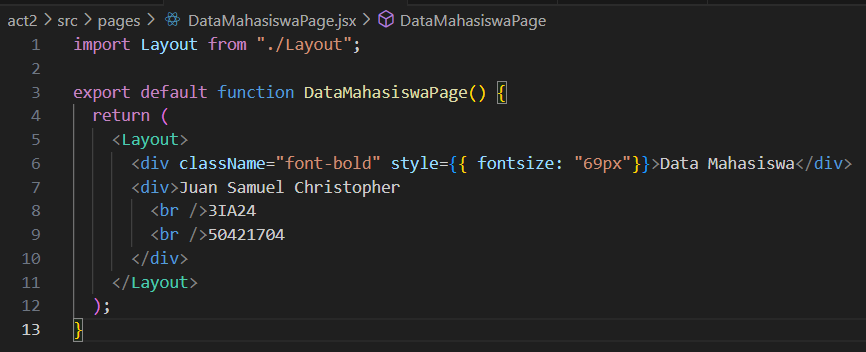 act2 > src > pages > DataMahasiswaPage.jsx > DataMahasiswaPage
1 import Layout from "./Layout";
2
3 export default function DataMahasiswaPage() {
4   return (
5     <Layout>
6       <div className="font-bold" style={{ fontsize: "69px"}}>Data Mahasiswa</div>
7       <div>Juan Samuel Christopher
8         <br />3IA24
9         <br />50421704
10       </div>
11     </Layout>
12   );
13 }